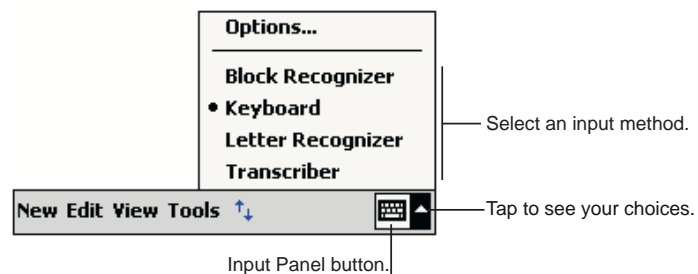 Options...
Block Recognizer
• Keyboard
Letter Recognizer
Transcriber
Select an input method.
New Edit View Tools
Tap to see your choices.
Input Panel button.